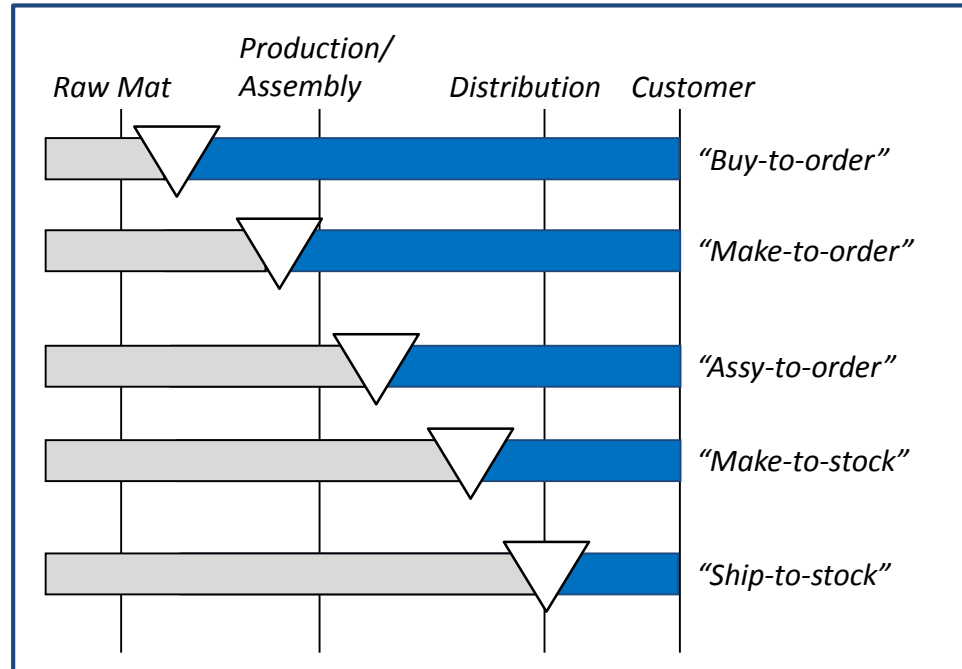 Production/
Assembly
Raw Mat
Distribution
Customer
“Buy-to-order”
“Make-to-order”
“Assy-to-order”
“Make-to-stock”
“Ship-to-stock”